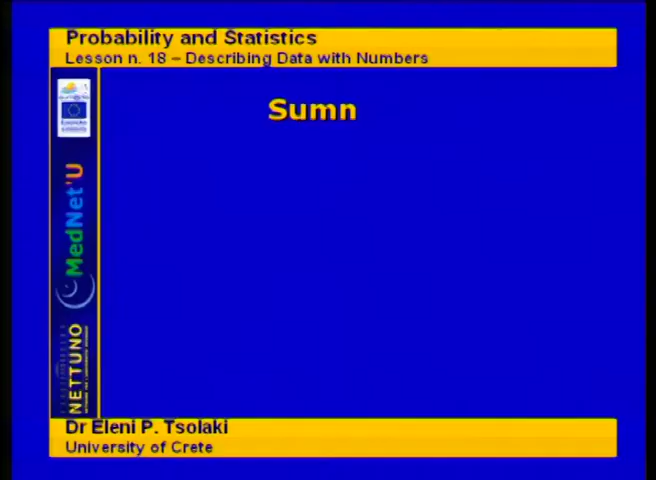 Probability and Statistics
Lesson n. 18 – Describing Data with Numbers
Sumn
MedNet'U
NETTUNO
Dr Eleni P. Tsolaki
University of Crete